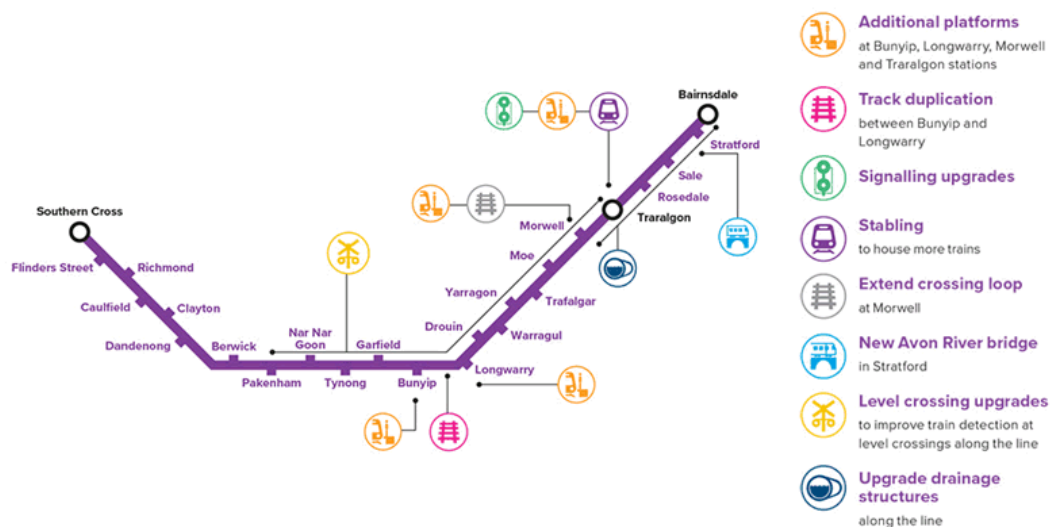 Southern Cross
Flinders Street
Richmond
Caulfield
Clayton
Dandenong
Berwick
Pakenham
Nar Nar
Goon
Tynong
Garfield
Bunyip
Longwarry
Drouin
Warragul
Yarragon
Trafalgar
Moe
Morwell
Traralgon
Rosedale
Sale
Stratford
Bairnsdale
Additional platforms
at Bunyip, Longwarry, Morwell
and Traralgon stations
Track duplication
between Bunyip and
Longwarry
Signalling upgrades
Stabling
to house more trains
Extend crossing loop
at Morwell
New Avon River bridge
in Stratford
Level crossing upgrades
to improve train detection at
level crossings along the line
Upgrade drainage
structures
along the line